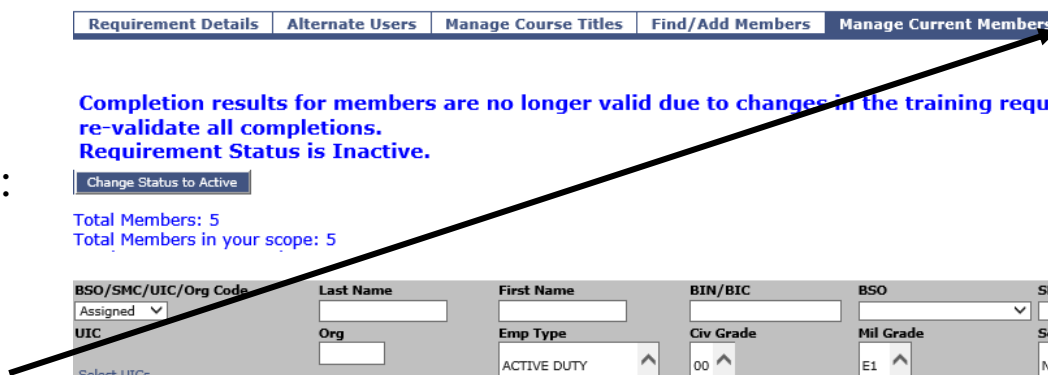 Requirement Details Alternate Users Manage Course Titles Find/Add Members Manage Current Members
Completion results for members are no longer valid due to changes in the training requ
re-validate all completions.
Requirement Status is Inactive.
:
Change Status to Active
Total Members: 5
Total Members in your scope: 5
BSO/SMC/UIC/Org Code Last Name First Name BIN/BIC BSO
Assigned
UIC Org Emp Type Civ Grade Mil Grade
ACTIVE DUTY 00 E1
Select UICs